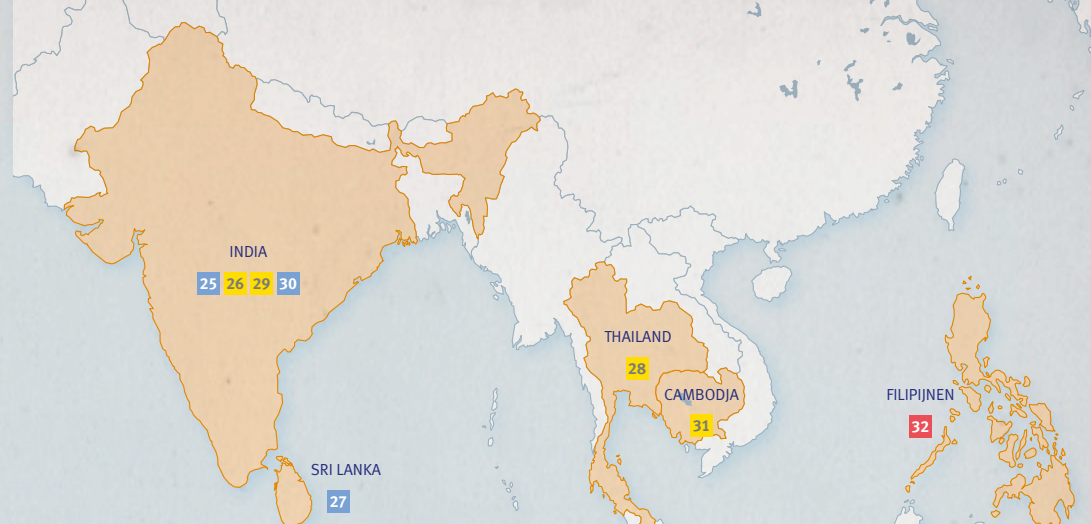 INDIA
25 26 29 30
THAILAND
28
CAMBODJA
31
FILIPIJNEN
32
SRI LANKA
27